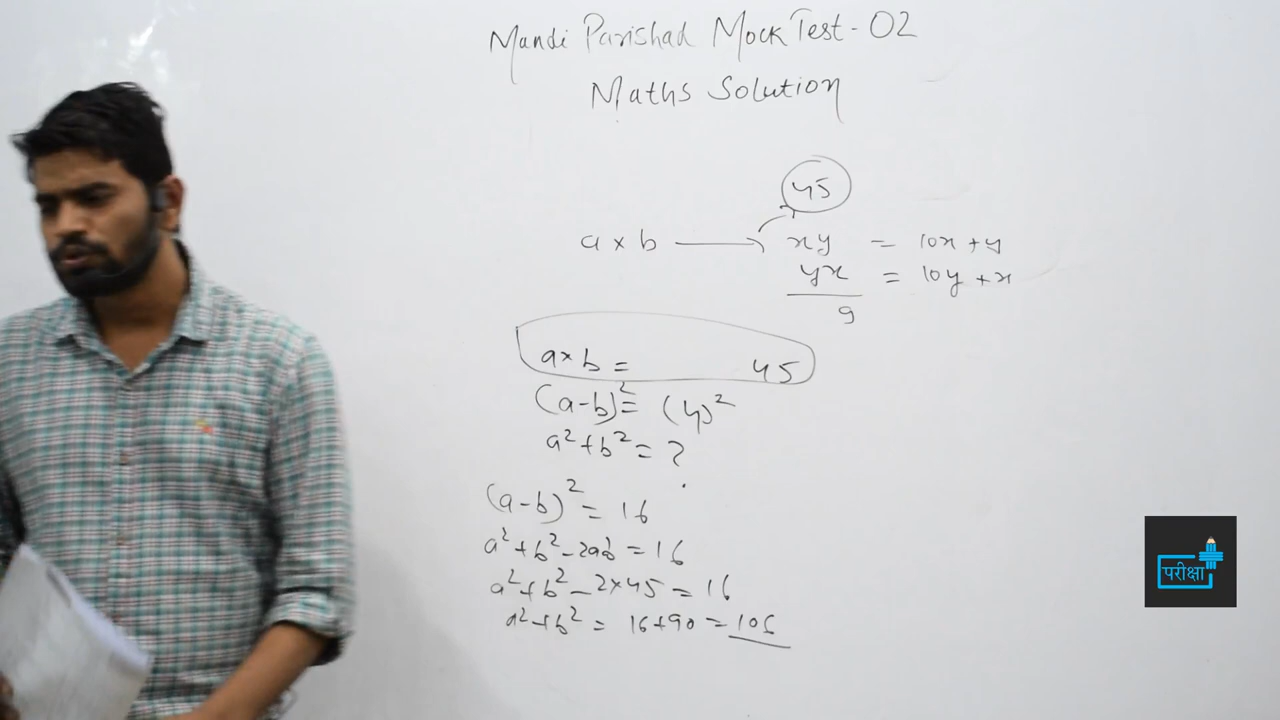 Mandi Parishad Mock Test - 02
Maths Solution
45
a × b → xy = 10x + y
yx = 10y + x
9
a × b = 45
(a-b)² = (4)²
a² + b² = ?
(a-b)² = 16
a² + b² - 2ab = 16
a² + b² - 2×45 = 16
a² + b² = 16+90 = 106
परीक्षा